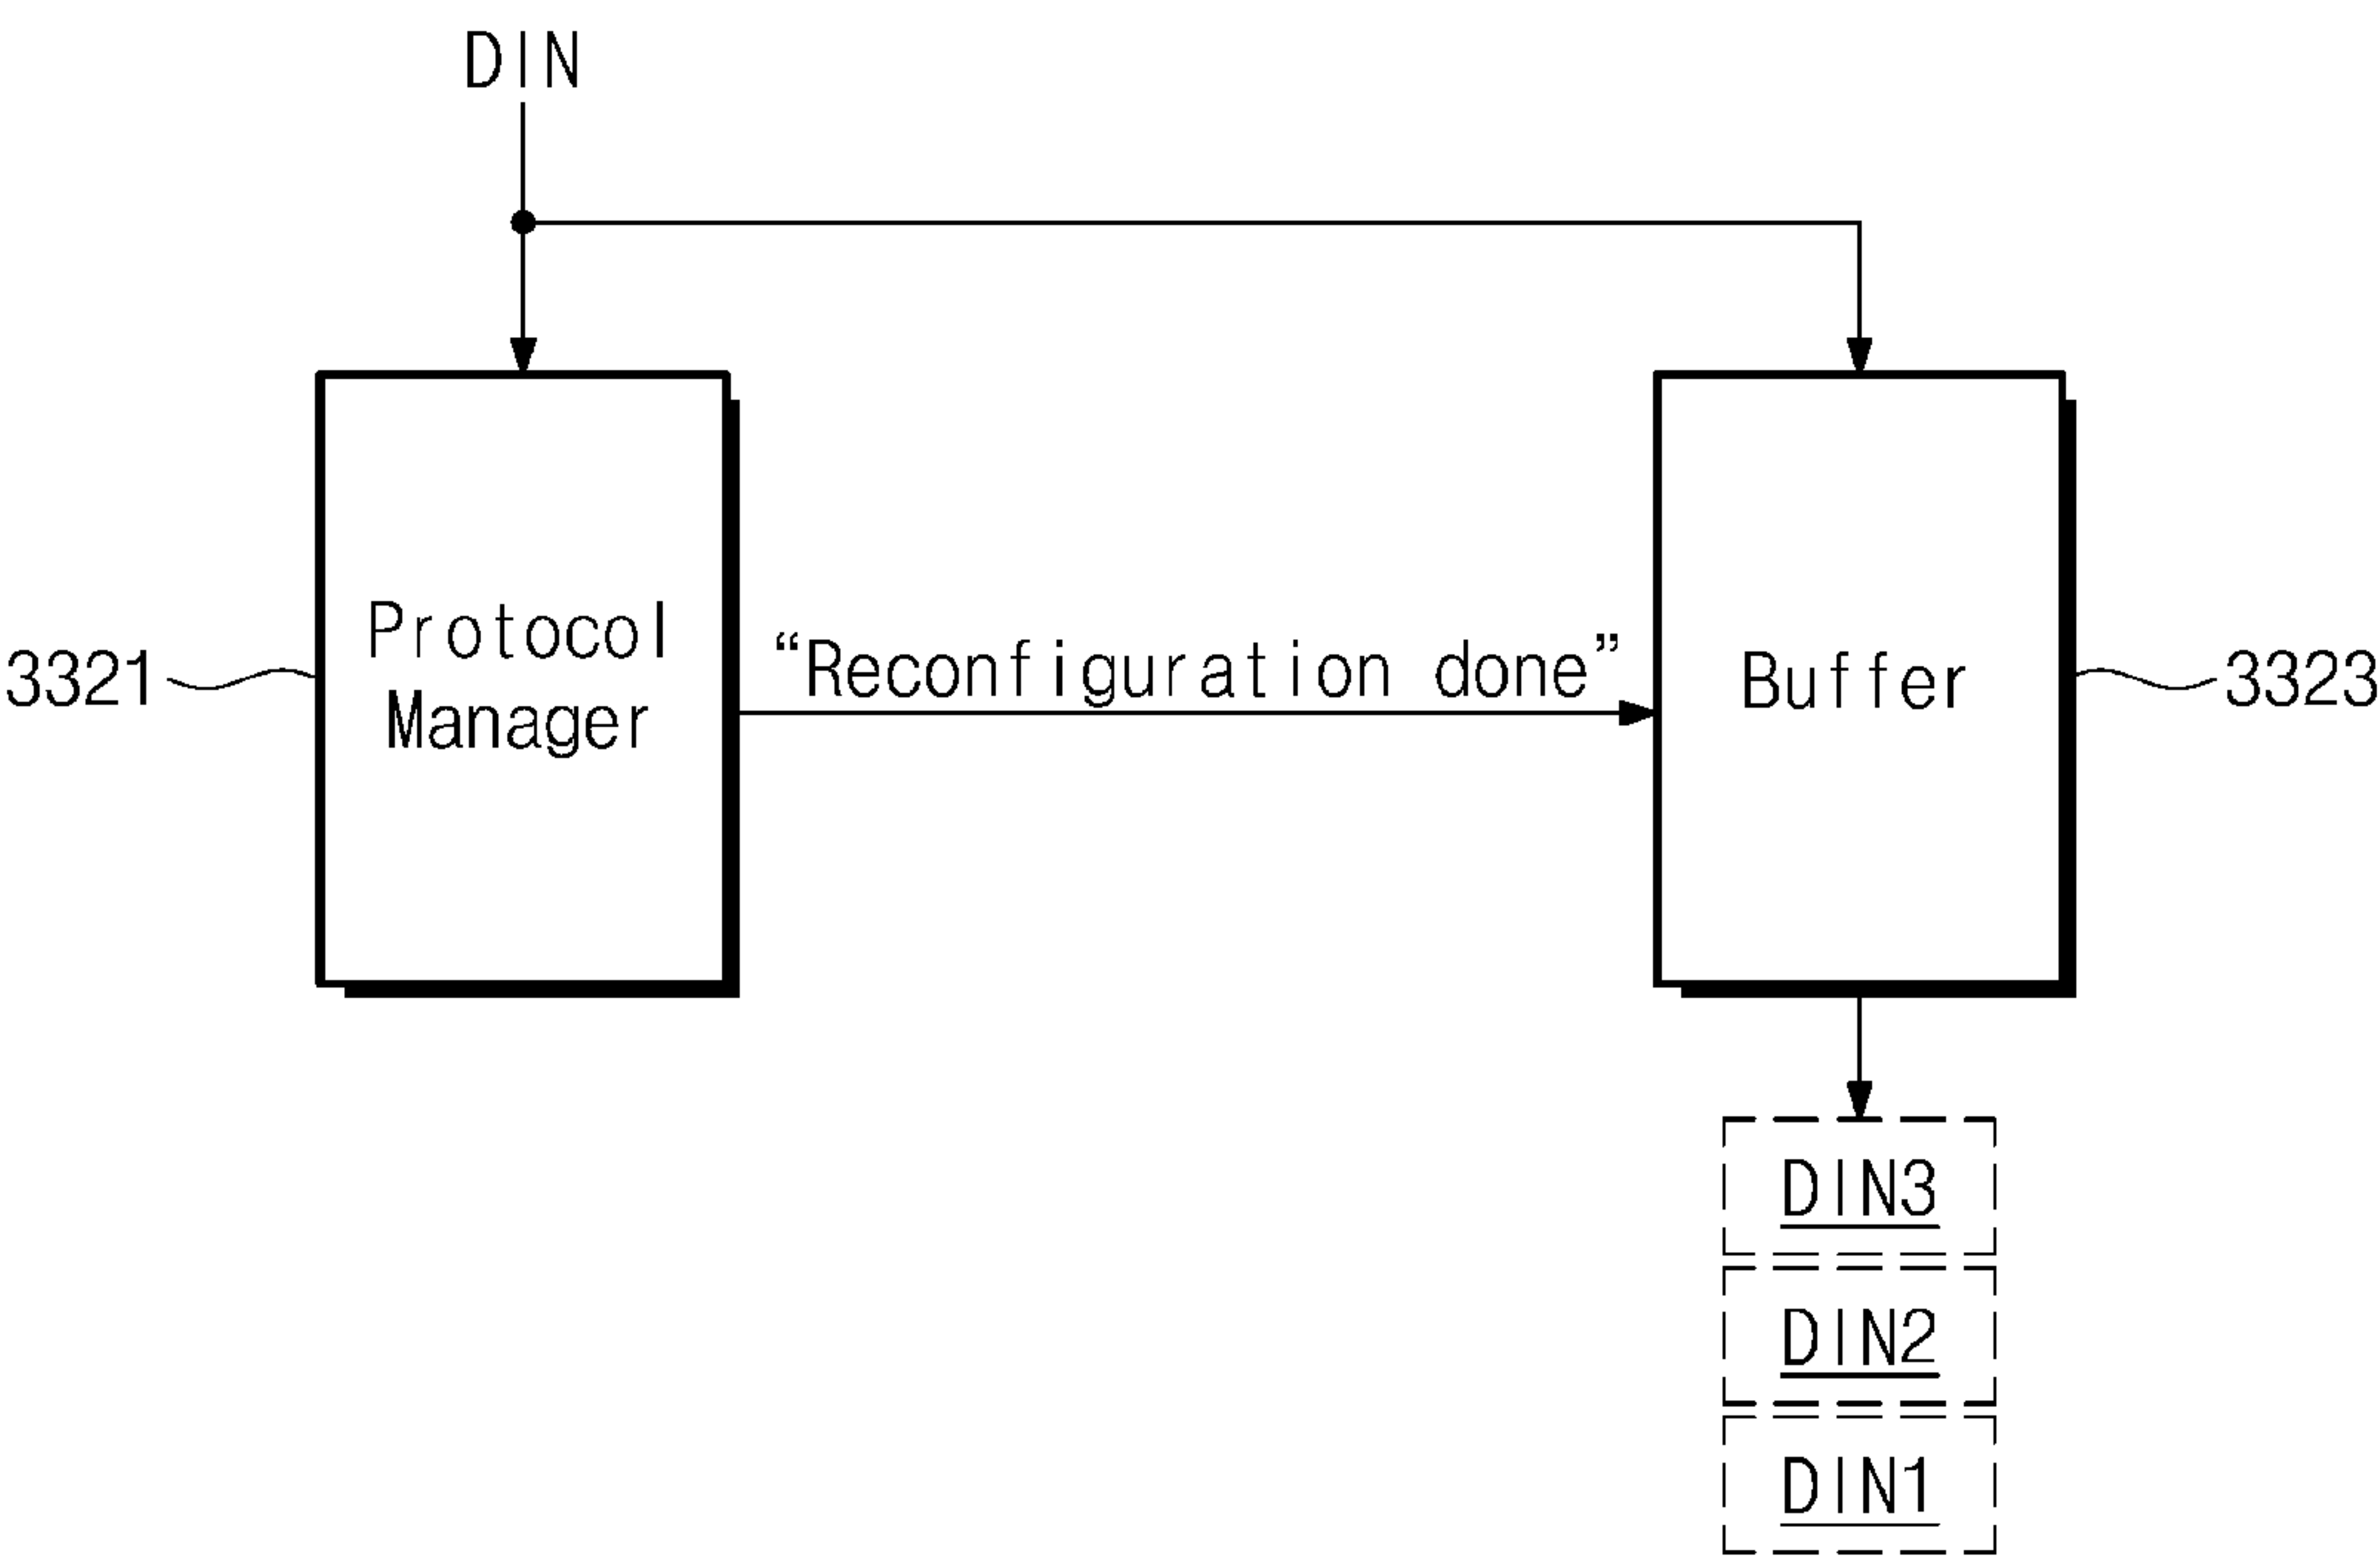 DIN
Protocol
Manager
3321
“Reconfiguration done”
Buffer
3323
DIN3
DIN2
DIN1